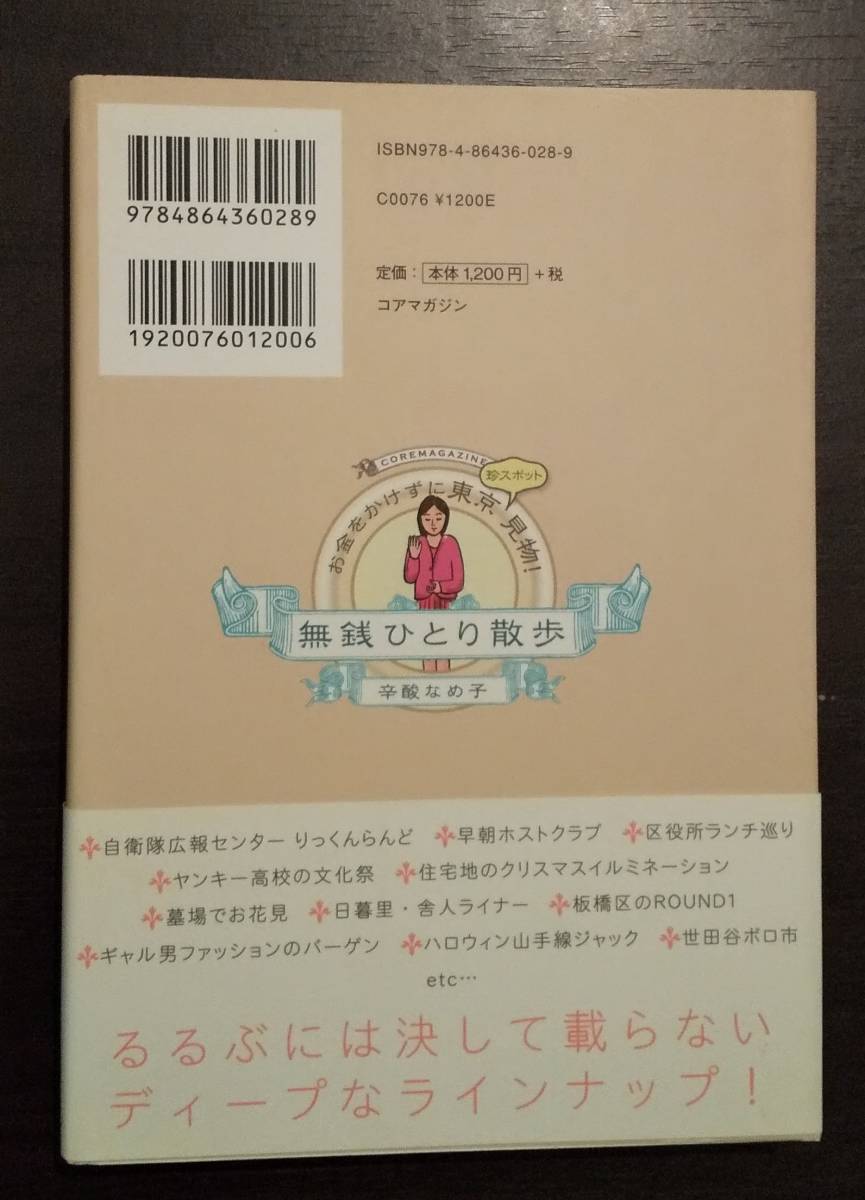 9784864360289
1920076012006
ISBN978-4-86436-028-9
C0076 ¥1200E
定価：本体1,200円＋税
コアマガジン
COREMAGAZINE
珍スポット
お金をかけずに東京見物！
無銭ひとり散歩
辛酸なめ子
自衛隊広報センター りっくんらんど 早朝ホストクラブ 区役所ランチ巡り
ヤンキー高校の文化祭 住宅地のクリスマスイルミネーション
墓場でお花見 日暮里・舎人ライナー 板橋区のROUND1
ギャル男ファッションのバーゲン ハロウィン山手線ジャック 世田谷ボロ市
etc…
るるぶには決して載らない
ディープなラインナップ！